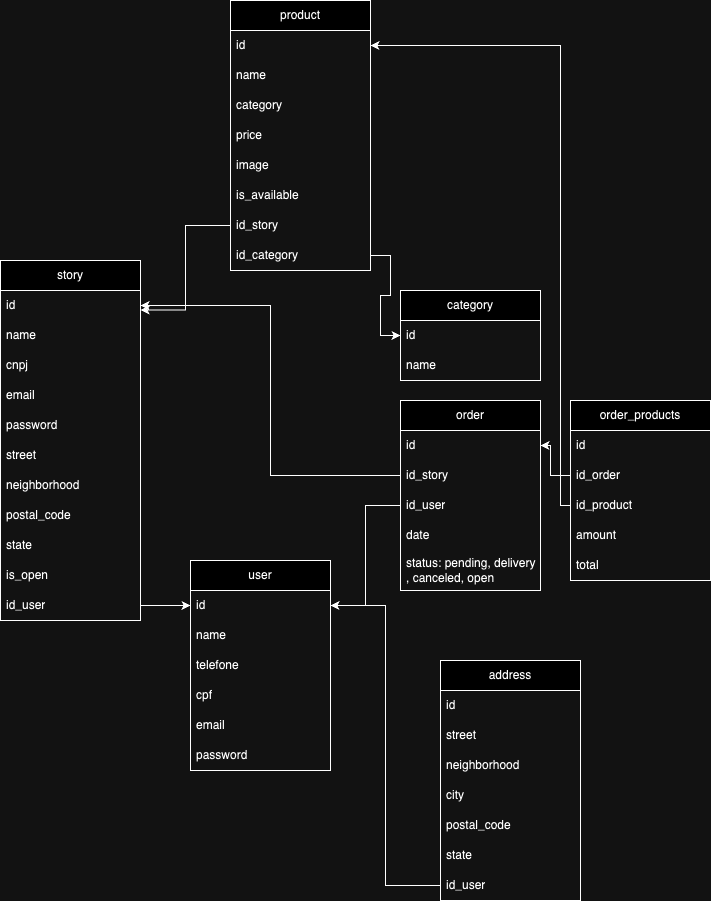 product
id
name
category
price
image
is_available
id_story
id_category
story
id
name
cnpj
email
password
street
neighborhood
postal_code
state
is_open
id_user
category
id
name
order
id
id_story
id_user
date
status: pending, delivery
, canceled, open
order_products
id
id_order
id_product
amount
total
user
id
name
telefone
cpf
email
password
address
id
street
neighborhood
city
postal_code
state
id_user